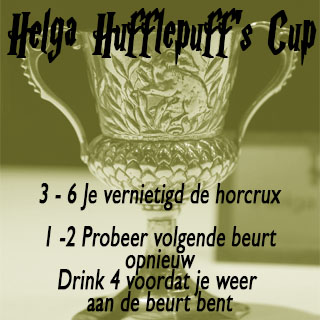 Helga Hufflepuff's Cup
3 - 6 Je vernietigd de horcrux
1 -2 Probeer volgende beurt
opnieuw
Drink 4 voordat je weer
aan de beurt bent